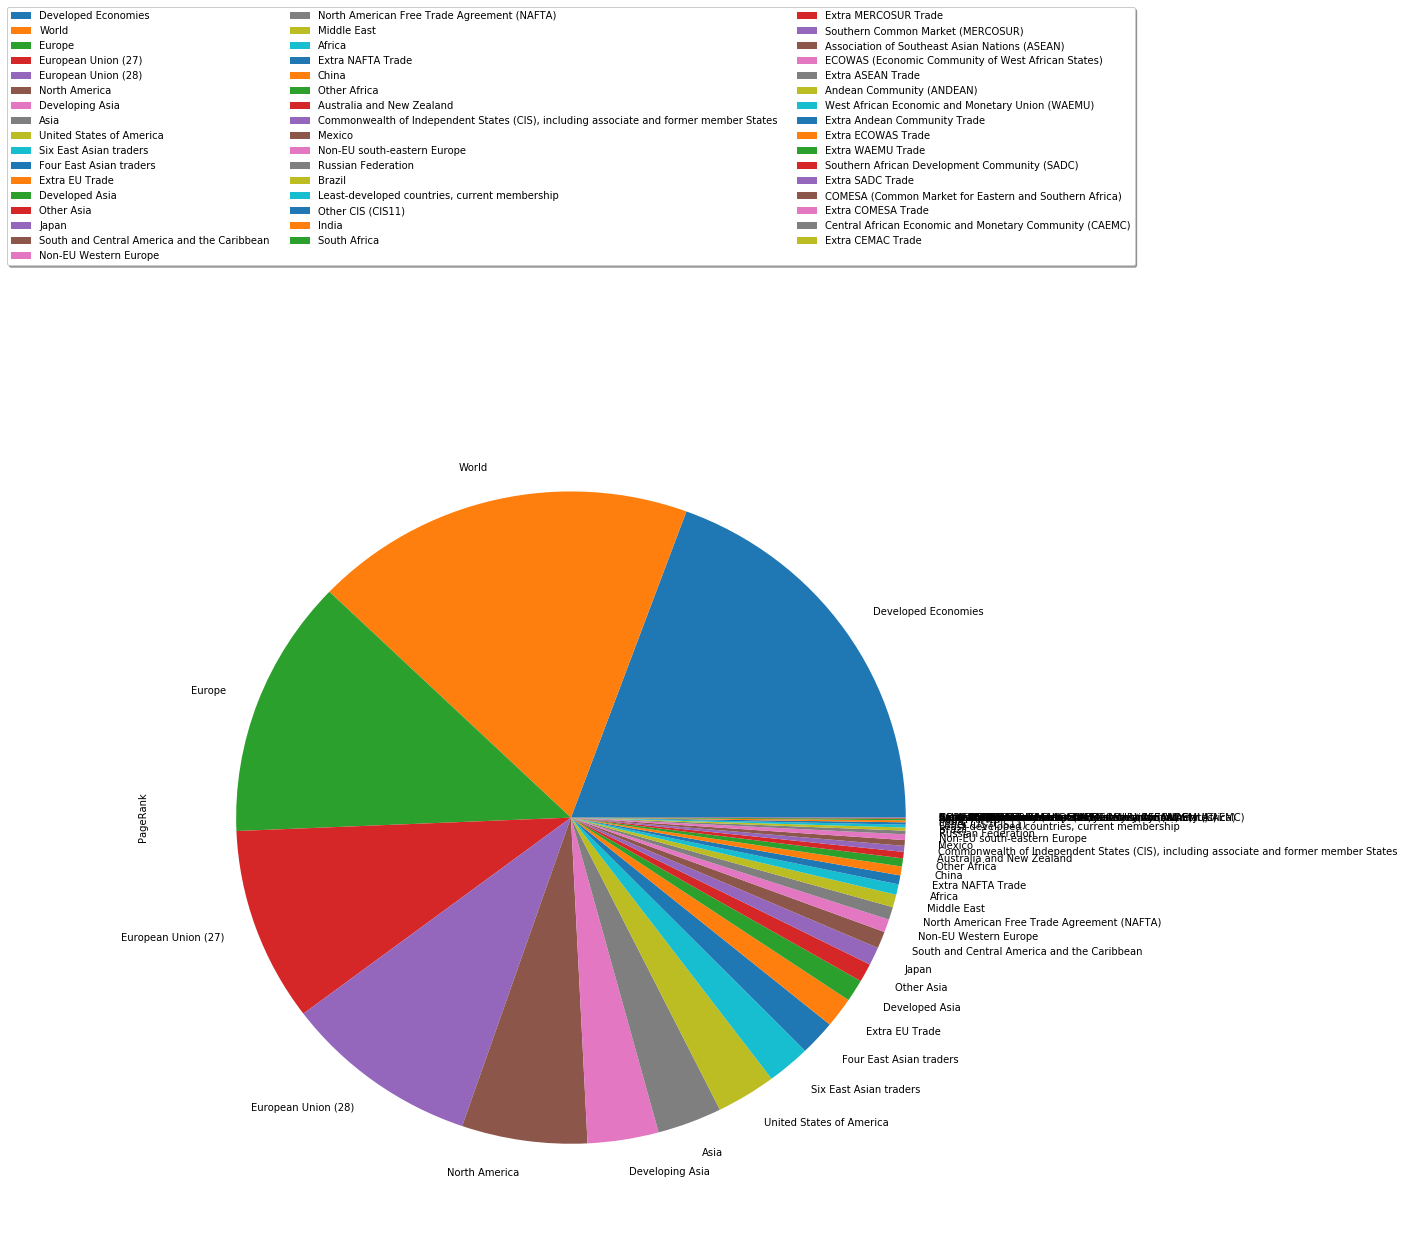 Developed Economies
World
Europe
European Union (27)
European Union (28)
North America
Developing Asia
Asia
United States of America
Six East Asian traders
Four East Asian traders
Extra EU Trade
Developed Asia
Other Asia
Japan
South and Central America and the Caribbean
Non-EU Western Europe
North American Free Trade Agreement (NAFTA)
Middle East
Africa
Extra NAFTA Trade
China
Other Africa
Australia and New Zealand
Commonwealth of Independent States (CIS), including associate and former member States
Mexico
Non-EU south-eastern Europe
Russian Federation
Brazil
Least-developed countries, current membership
Other CIS (CIS11)
India
South Africa
Extra MERCOSUR Trade
Southern Common Market (MERCOSUR)
Association of Southeast Asian Nations (ASEAN)
ECOWAS (Economic Community of West African States)
Extra ASEAN Trade
Andean Community (ANDEAN)
West African Economic and Monetary Union (WAEMU)
Extra Andean Community Trade
Extra ECOWAS Trade
Extra WAEMU Trade
Southern African Development Community (SADC)
Extra SADC Trade
COMESA (Common Market for Eastern and Southern Africa)
Extra COMESA Trade
Central African Economic and Monetary Community (CAEMC)
Extra CEMAC Trade
World
Developed Economies
Europe
PageRank
European Union (27)
European Union (28)
North America
Developing Asia
Asia
United States of America
Six East Asian traders
Four East Asian traders
Extra EU Trade
Developed Asia
Other Asia
Japan
South and Central America and the Caribbean
Non-EU Western Europe
North American Free Trade Agreement (NAFTA)
Middle East
Africa
Extra NAFTA Trade
China
Other Africa
Australia and New Zealand
Commonwealth of Independent States (CIS), including associate and former member States
Mexico
Non-EU south-eastern Europe
Russian Federation
developed countries, current membership